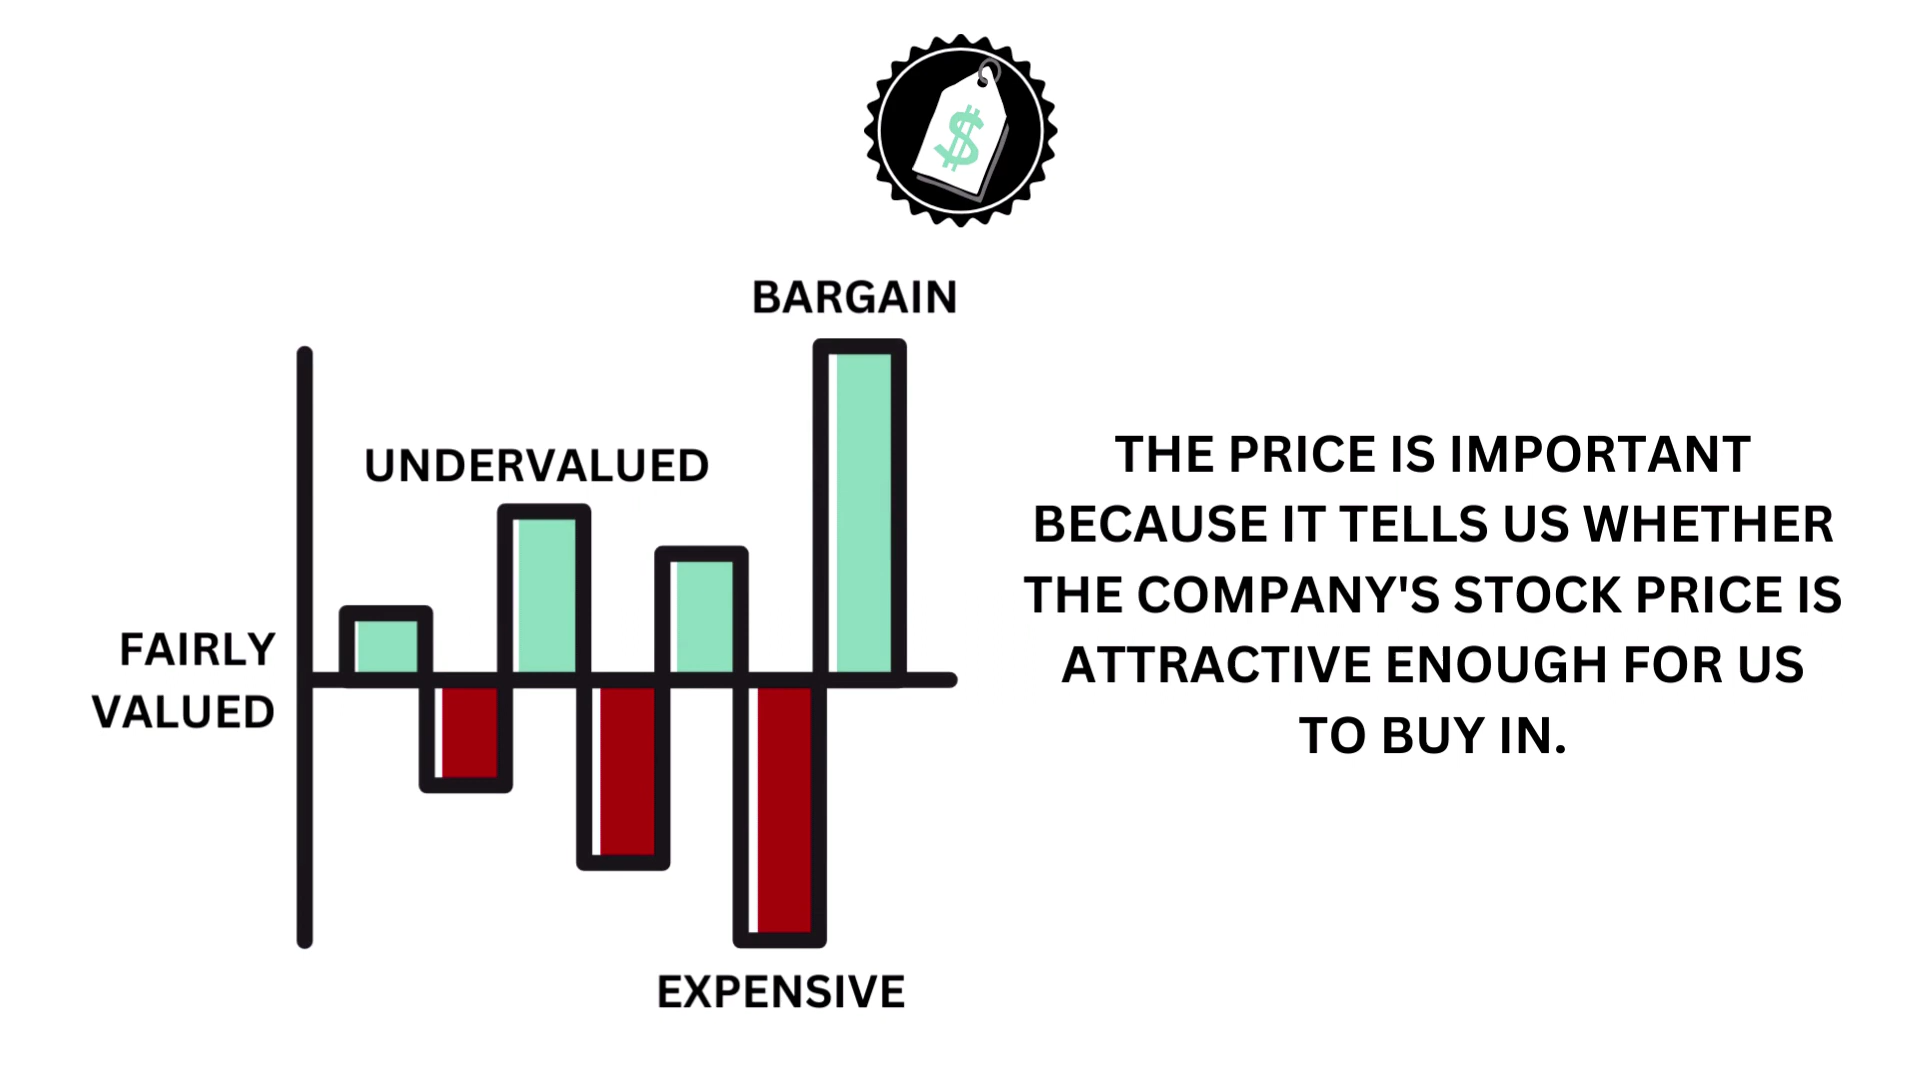 $
BARGAIN
UNDERVALUED
FAIRLY
VALUED
EXPENSIVE
THE PRICE IS IMPORTANT
BECAUSE IT TELLS US WHETHER
THE COMPANY'S STOCK PRICE IS
ATTRACTIVE ENOUGH FOR US
TO BUY IN.